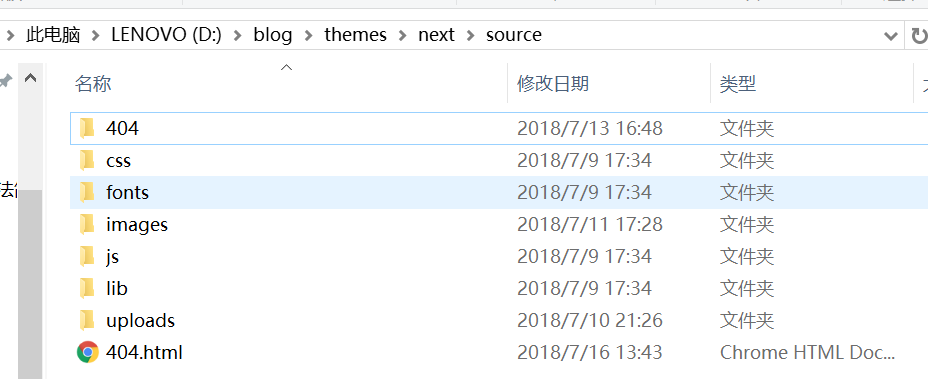 此电脑 LENOVO (D:) blog themes next source
名称 修改日期 类型
404 2018/7/13 16:48 文件夹
css 2018/7/9 17:34 文件夹
fonts 2018/7/9 17:34 文件夹
images 2018/7/11 17:28 文件夹
js 2018/7/9 17:34 文件夹
lib 2018/7/9 17:34 文件夹
uploads 2018/7/10 21:26 文件夹
404.html 2018/7/16 13:43 Chrome HTML Doc...